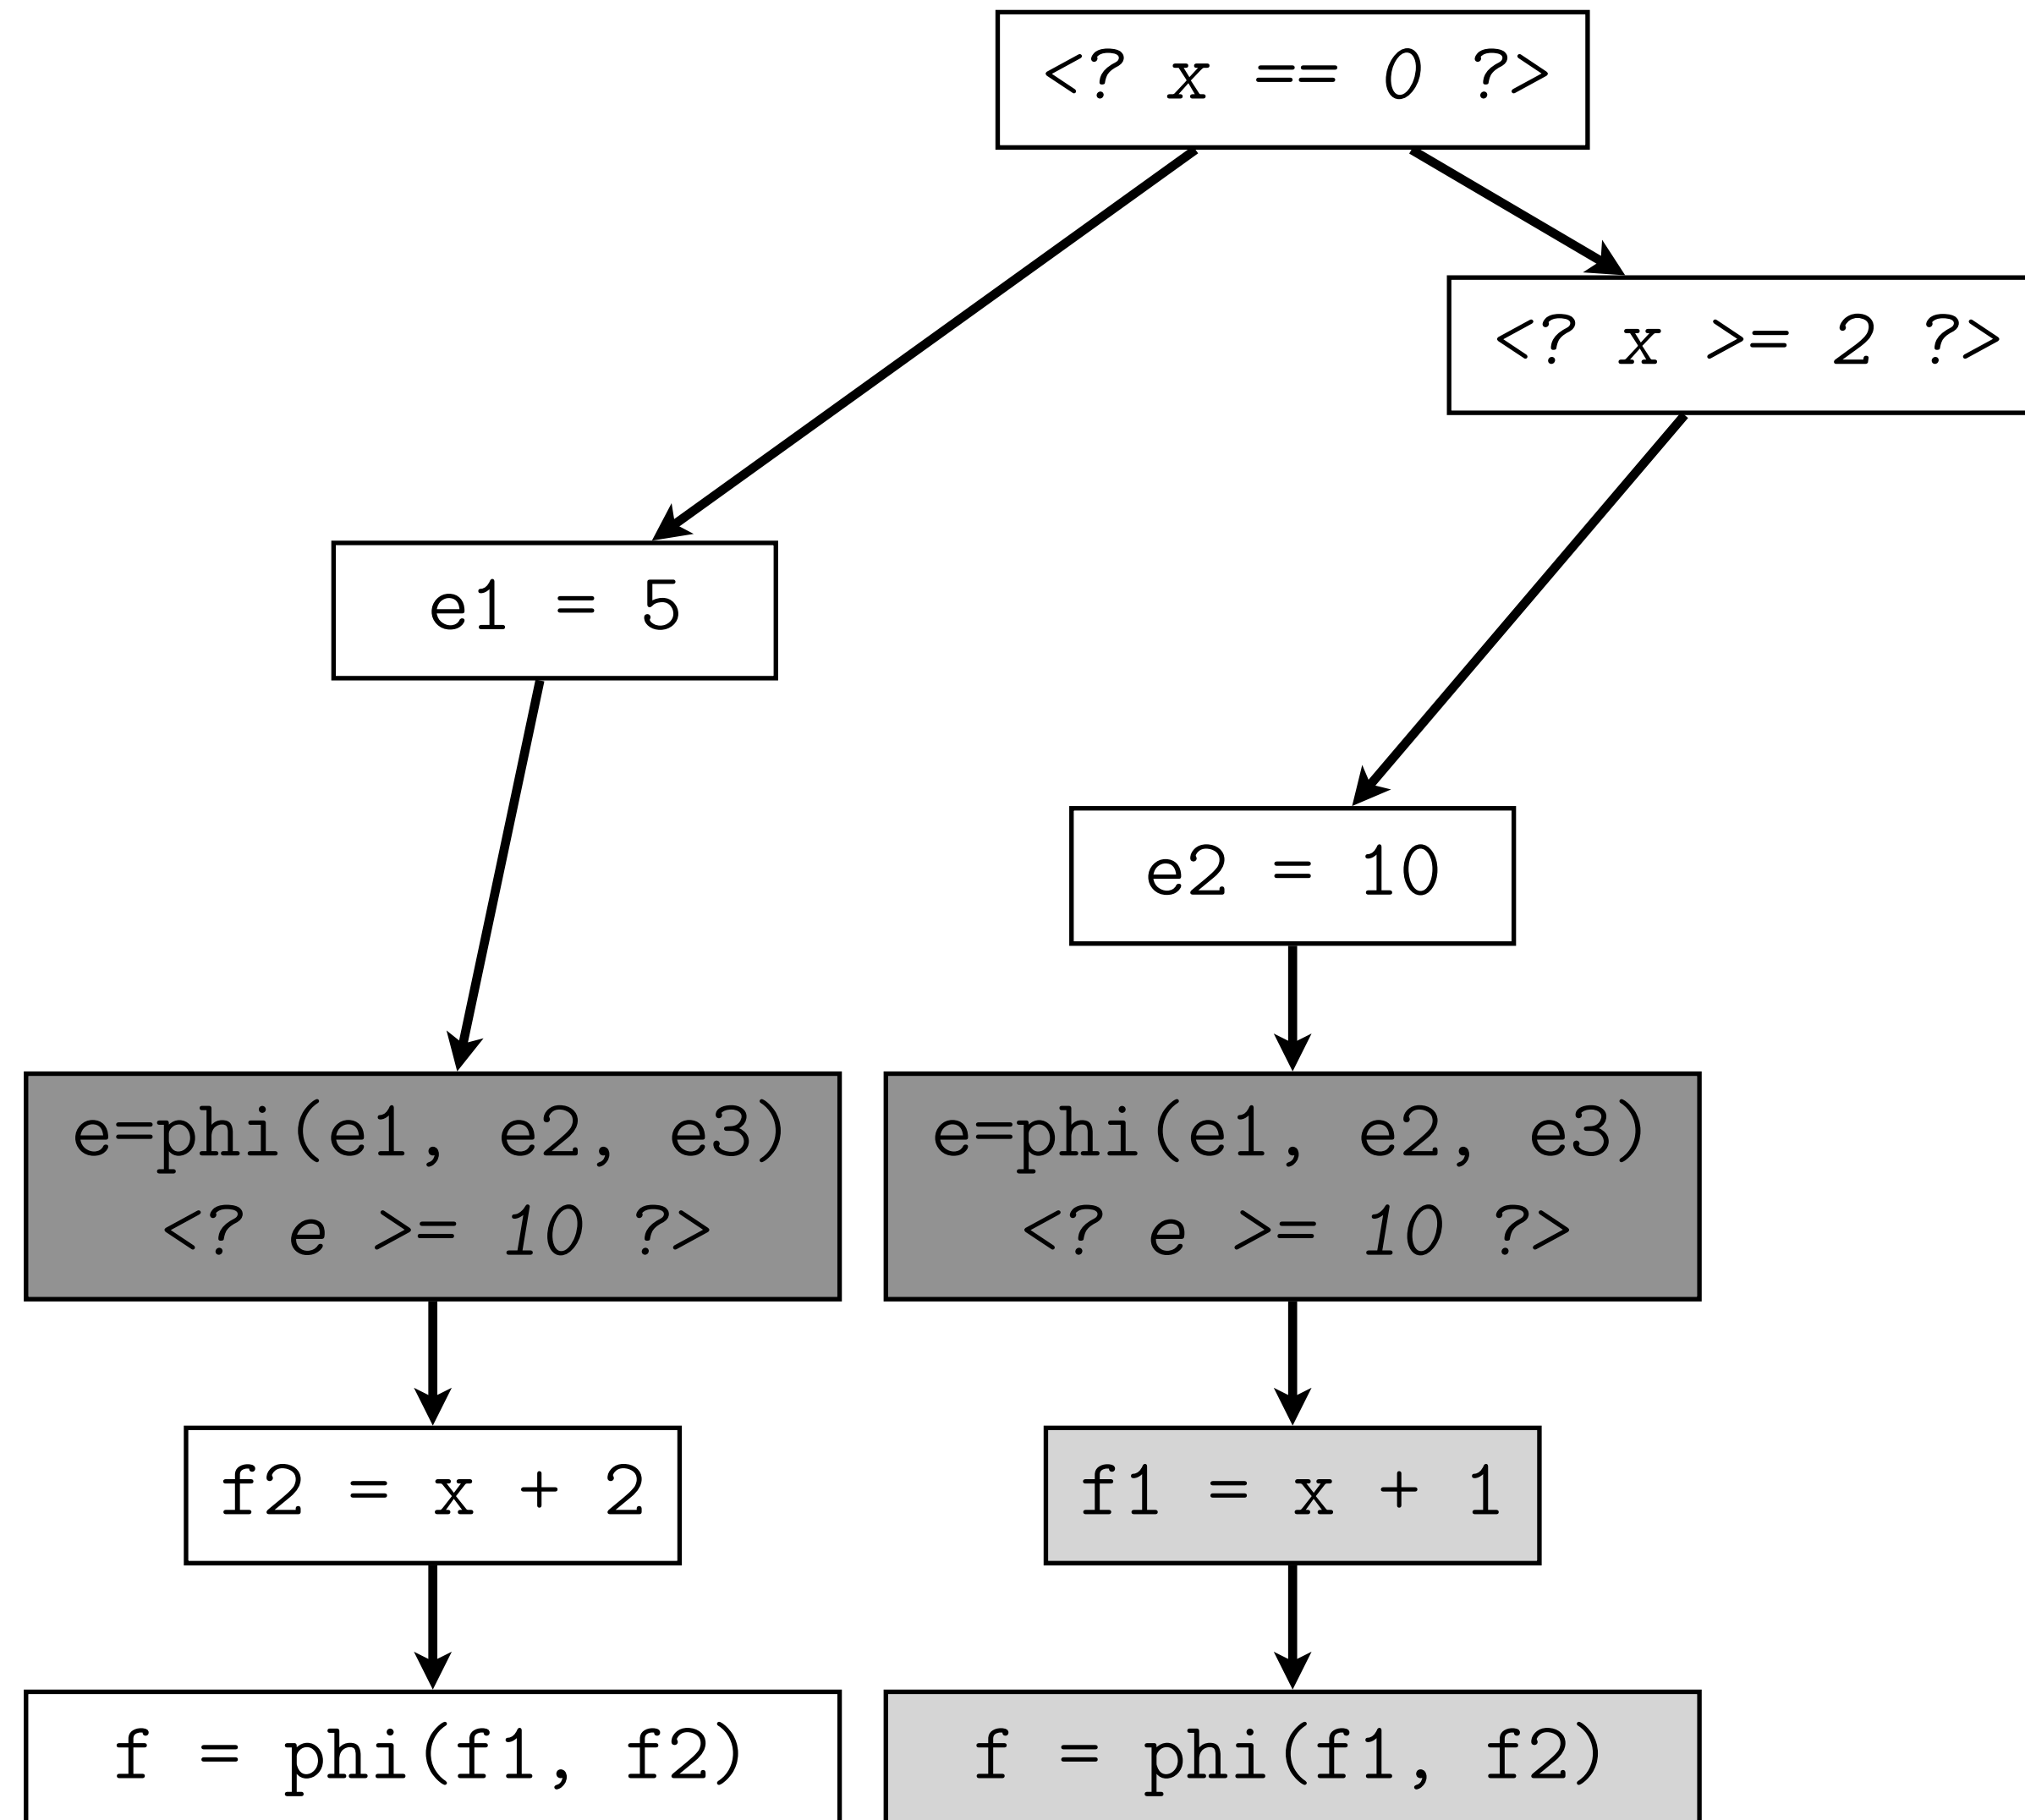 <? x == 0 ?>
<? x >= 2 ?>
e1 = 5
e2 = 10
e=phi(e1, e2, e3)
<? e >= 10 ?>
e=phi(e1, e2, e3)
<? e >= 10 ?>
f2 = x + 2
f1 = x + 1
f = phi(f1, f2)
f = phi(f1, f2)